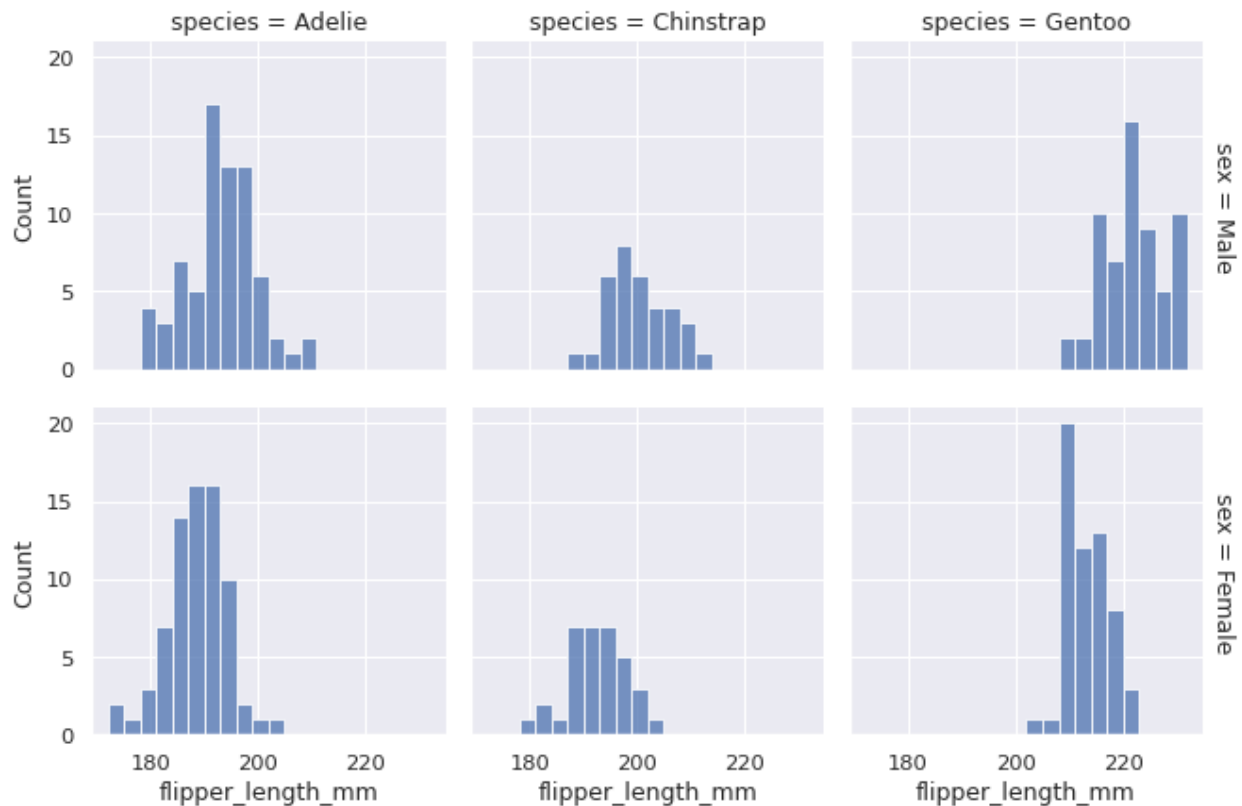 species = Adelie
species = Chinstrap
species = Gentoo
20
15
10
5
0
Count
sex = Male
20
15
10
5
0
Count
sex = Female
180 200 220
180 200 220
180 200 220
flipper_length_mm
flipper_length_mm
flipper_length_mm